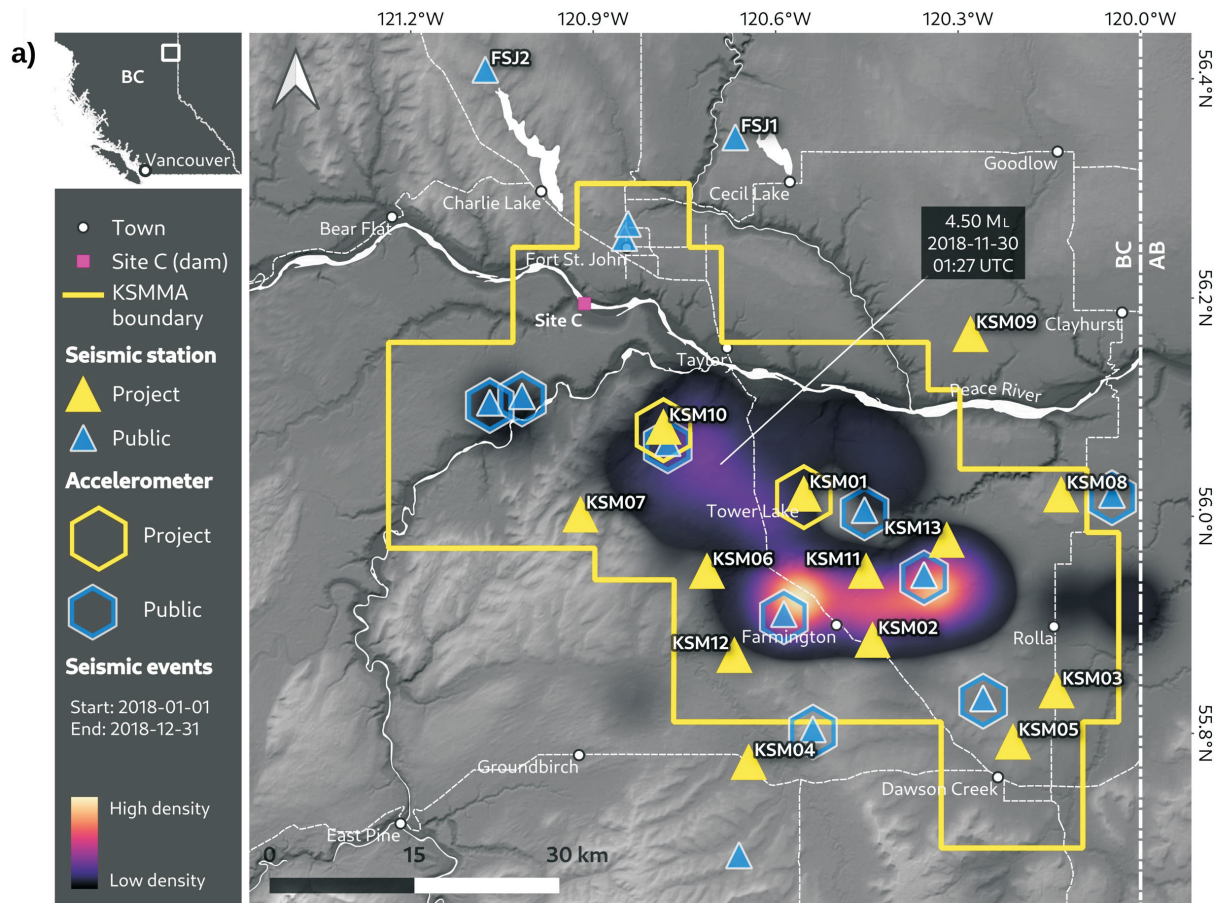 a)
121.2°W
120.9°W
120.6°W
120.3°W
120.0°W
BC
Vancouver
Town
Site C (dam)
KSMMA
boundary
Seismic station
Project
Public
Accelerometer
Project
Public
Seismic events
Start: 2018-01-01
End: 2018-12-31
High density
Low density
FSJ2
56.4°N
FSJ1
Goodlow
Charlie Lake
Cecil Lake
Bear Flat
4.50 ML
2018-11-30
01:27 UTC
Fort St. John
BC
AB
56.2°N
Site C
KSM09
Clayhurst
Taylor
Peace River
KSM10
KSM01
KSM08
KSM07
Tower Lake
KSM13
56.0°N
KSM06
KSM11
Farmington
KSM02
Rolla
KSM12
KSM03
KSM05
55.8°N
KSM04
Groundbirch
Dawson Creek
East Pine
0
15
30 km